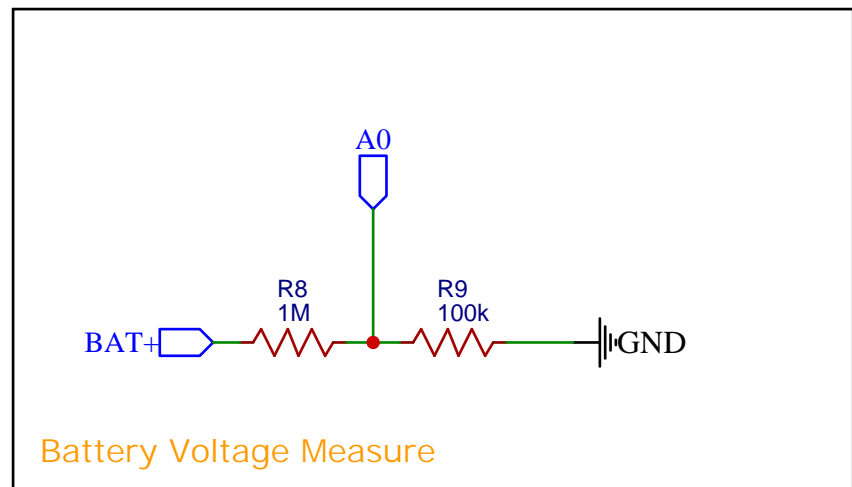 A0
R8
1M
R9
100k
BAT+
GND
Battery Voltage Measure